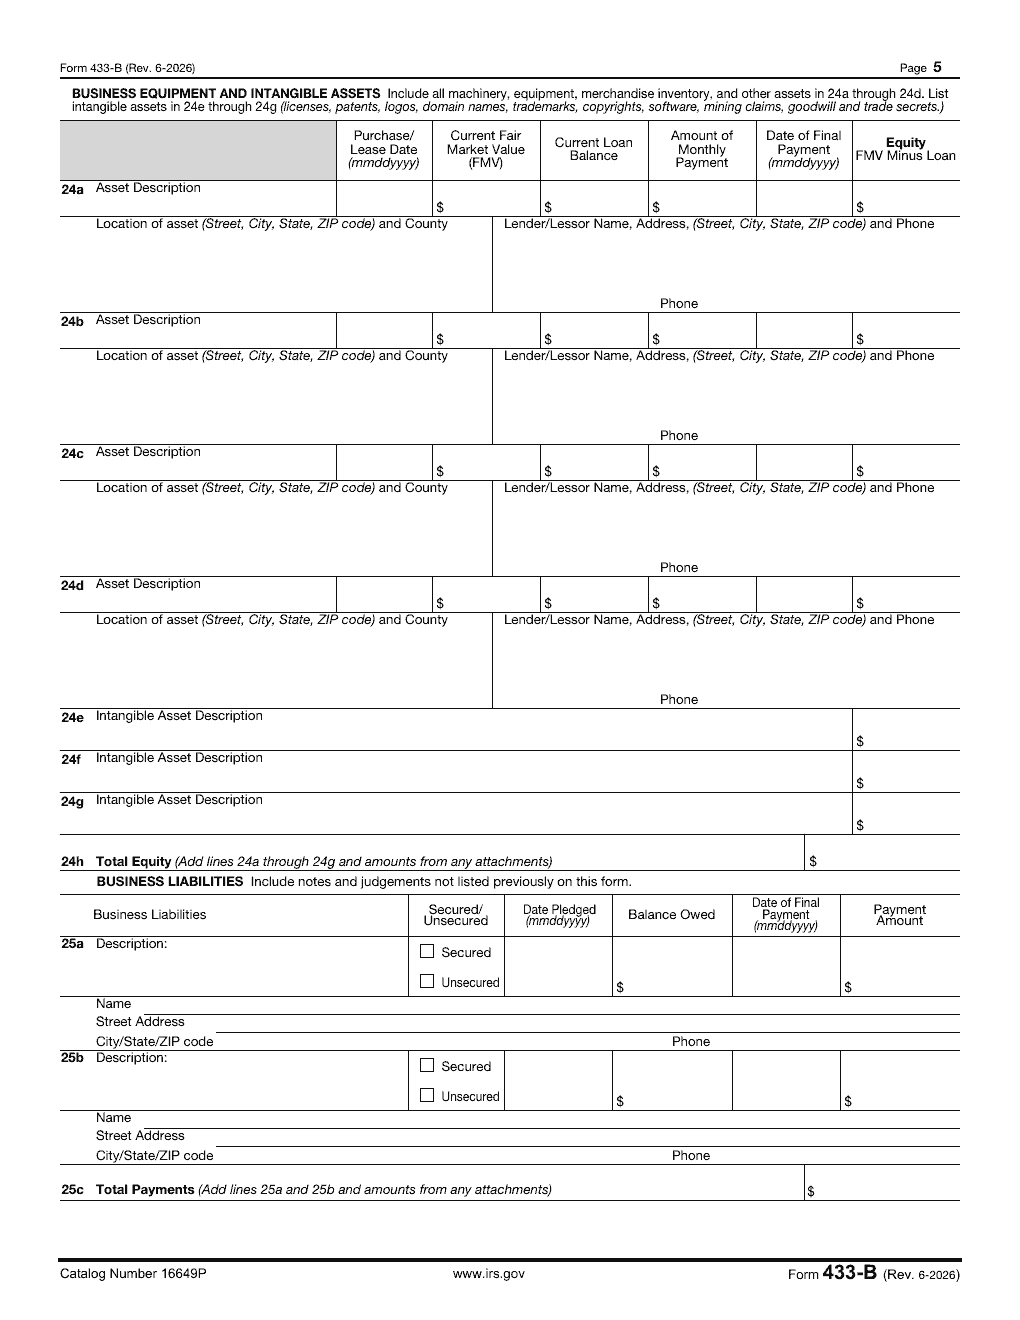 Form 433-B (Rev. 6-2026) Page 5
BUSINESS EQUIPMENT AND INTANGIBLE ASSETS Include all machinery, equipment, merchandise inventory, and other assets in 24a through 24d. List
intangible assets in 24e through 24g (licenses, patents, logos, domain names, trademarks, copyrights, software, mining claims, goodwill and trade secrets.)
Purchase/
Lease Date
(mmddyyyy)
Current Fair
Market Value
(FMV)
Current Loan
Balance
Amount of
Monthly
Payment
Date of Final
Payment
(mmddyyyy)
Equity
FMV Minus Loan
24a Asset Description
$ $ $ $
Location of asset (Street, City, State, ZIP code) and County Lender/Lessor Name, Address, (Street, City, State, ZIP code) and Phone
Phone
24b Asset Description
$ $ $ $
Location of asset (Street, City, State, ZIP code) and County Lender/Lessor Name, Address, (Street, City, State, ZIP code) and Phone
Phone
24c Asset Description
$ $ $ $
Location of asset (Street, City, State, ZIP code) and County Lender/Lessor Name, Address, (Street, City, State, ZIP code) and Phone
Phone
24d Asset Description
$ $ $ $
Location of asset (Street, City, State, ZIP code) and County Lender/Lessor Name, Address, (Street, City, State, ZIP code) and Phone
Phone
24e Intangible Asset Description
$
24f Intangible Asset Description
$
24g Intangible Asset Description
$
24h Total Equity (Add lines 24a through 24g and amounts from any attachments) $
BUSINESS LIABILITIES Include notes and judgements not listed previously on this form.
Business Liabilities
Secured/
Unsecured
Date Pledged
(mmddyyyy)
Balance Owed
Date of Final
Payment
(mmddyyyy)
Payment
Amount
25a Description:
Secured
Unsecured $ $
Name
Street Address
City/State/ZIP code Phone
25b Description:
Secured
Unsecured $ $
Name
Street Address
City/State/ZIP code Phone
25c Total Payments (Add lines 25a and 25b and amounts from any attachments) $
Catalog Number 16649P www.irs.gov Form 433-B (Rev. 6-2026)